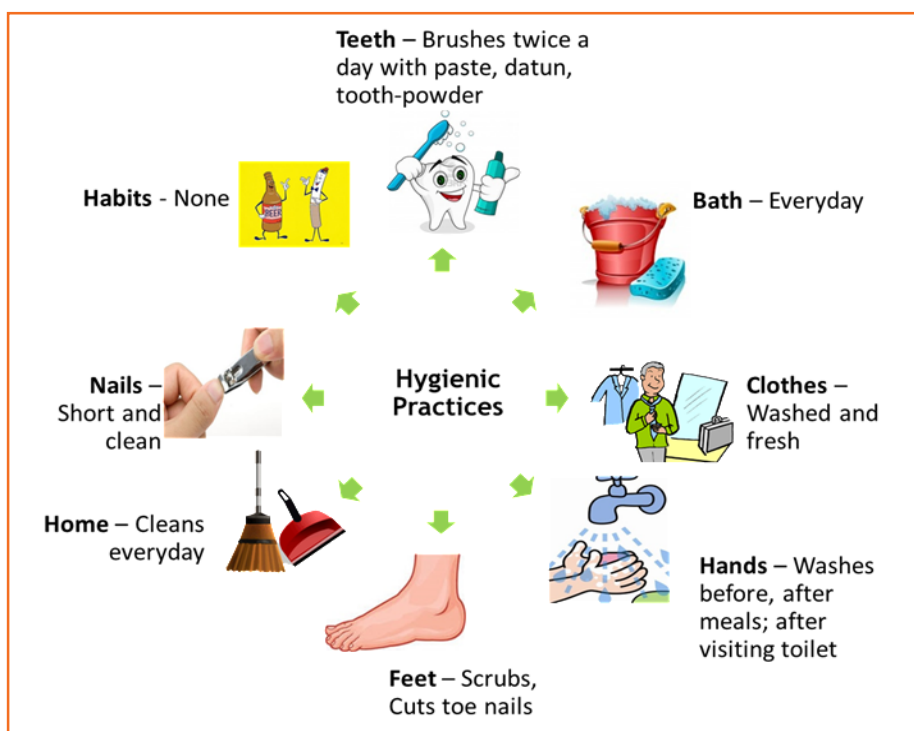 Teeth – Brushes twice a
day with paste, datun,
tooth-powder
Habits - None
BEER
Bath – Everyday
Nails –
Short and
clean
Hygienic
Practices
Clothes –
Washed and
fresh
Home – Cleans
everyday
Hands – Washes
before, after
meals; after
visiting toilet
Feet – Scrubs,
Cuts toe nails